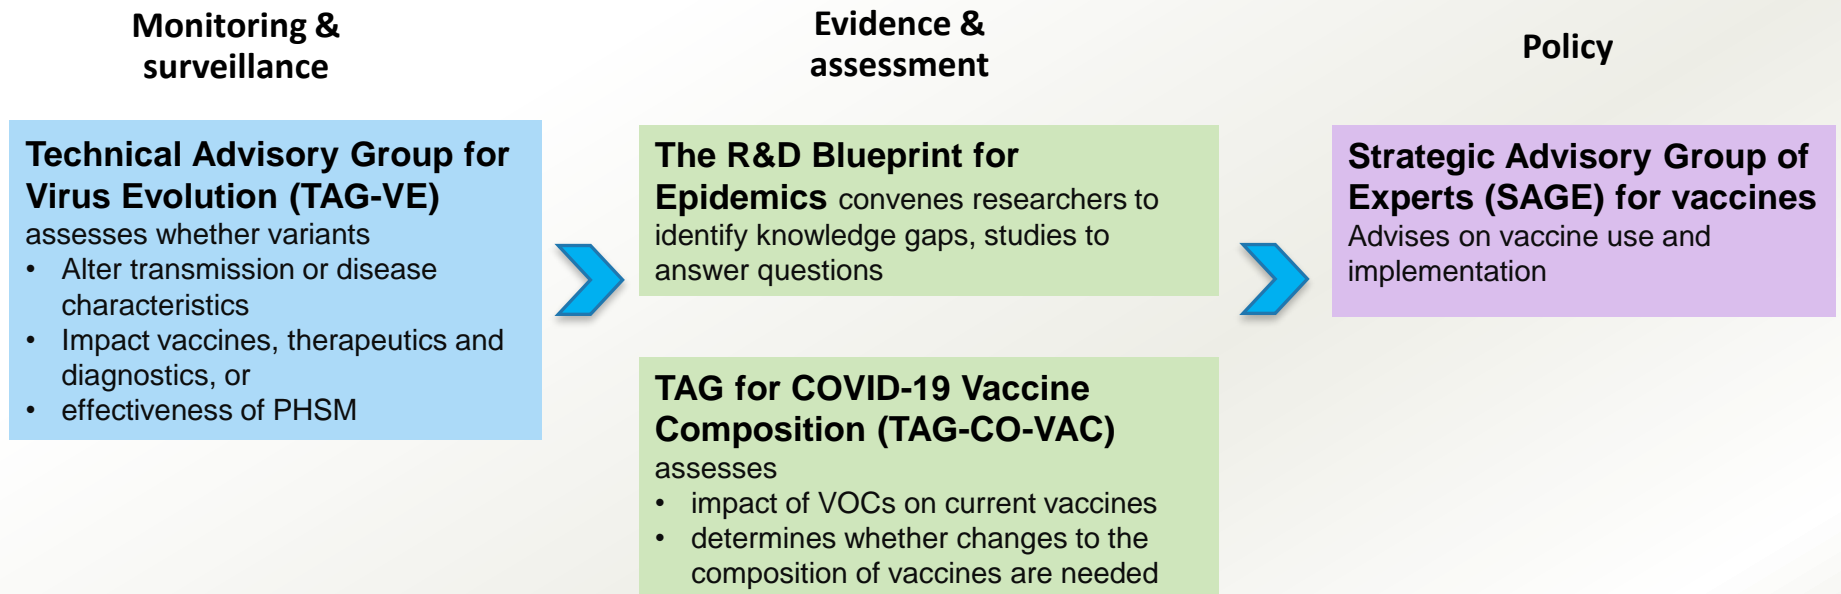 Monitoring &
surveillance
Evidence &
assessment
Policy
Technical Advisory Group for
Virus Evolution (TAG-VE)
assesses whether variants
• Alter transmission or disease
characteristics
• Impact vaccines, therapeutics and
diagnostics, or
• effectiveness of PHSM
The R&D Blueprint for
Epidemics convenes researchers to
identify knowledge gaps, studies to
answer questions
TAG for COVID-19 Vaccine
Composition (TAG-CO-VAC)
assesses
• impact of VOCs on current vaccines
• determines whether changes to the
composition of vaccines are needed
Strategic Advisory Group of
Experts (SAGE) for vaccines
Advises on vaccine use and
implementation